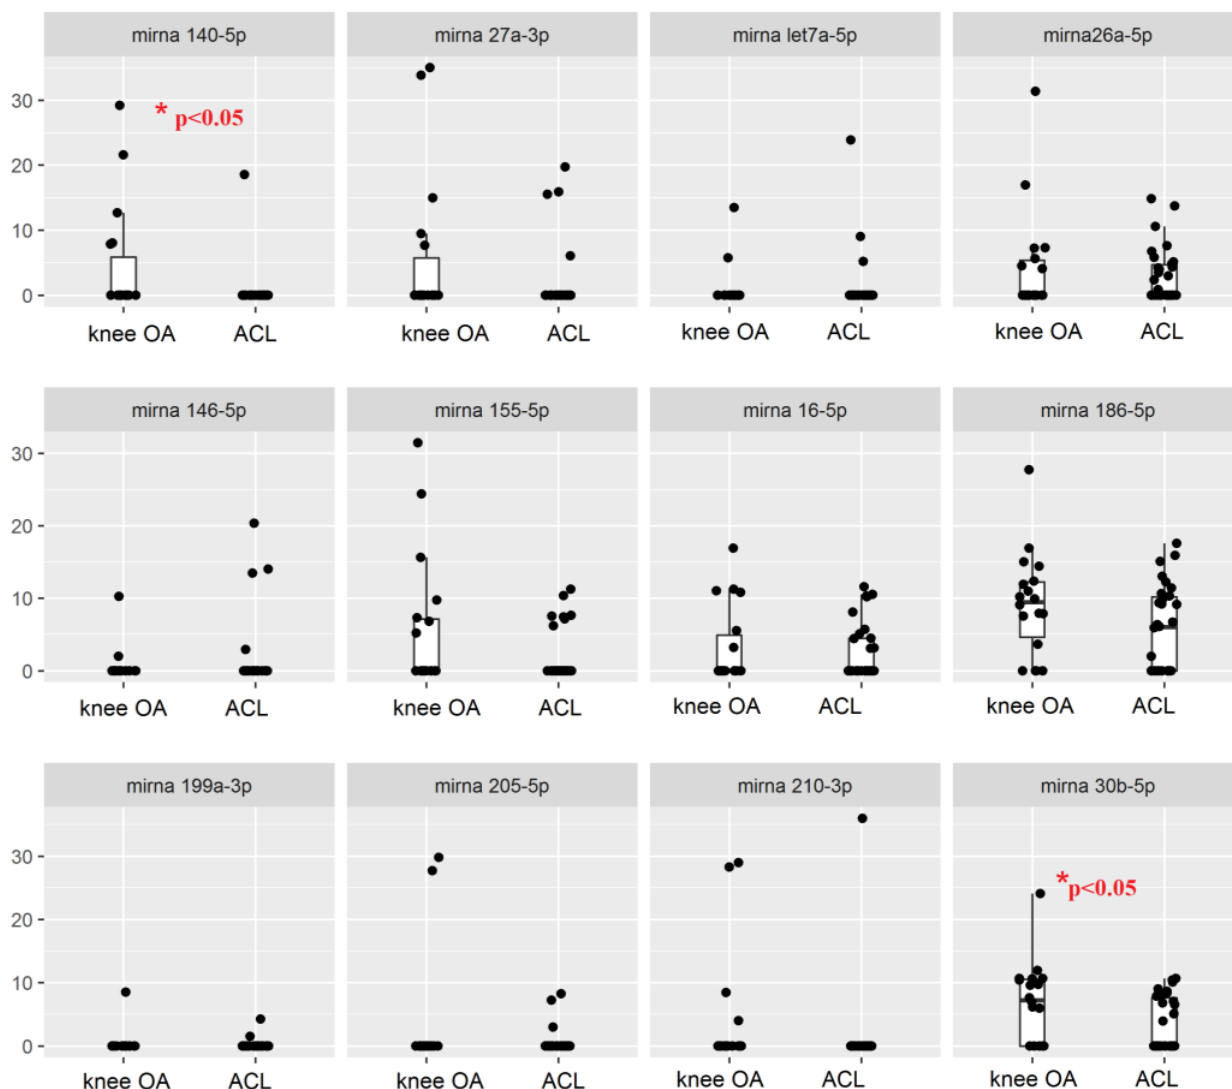 mirna 140-5p mirna 27a-3p mirna let7a-5p mirna26a-5p
30
* p<0.05
20
10
0
knee OA ACL knee OA ACL knee OA ACL knee OA ACL
mirna 146-5p mirna 155-5p mirna 16-5p mirna 186-5p
30
20
10
0
knee OA ACL knee OA ACL knee OA ACL knee OA ACL
mirna 199a-3p mirna 205-5p mirna 210-3p mirna 30b-5p
30
*p<0.05
20
10
0
knee OA ACL knee OA ACL knee OA ACL knee OA ACL